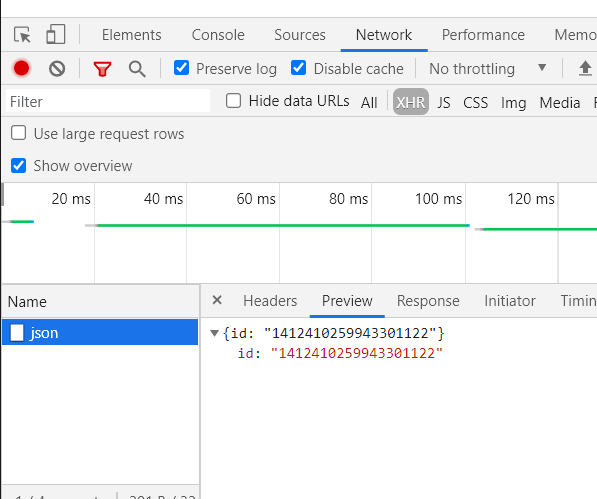 Elements Console Sources Network Performance Memo
Preserve log Disable cache No throttling
Filter Hide data URLs All XHR JS CSS Img Media
Use large request rows
Show overview
20 ms 40 ms 60 ms 80 ms 100 ms 120 ms
Name
json
Headers Preview Response Initiator Timin
{id: "1412410259943301122"}
id: "1412410259943301122"